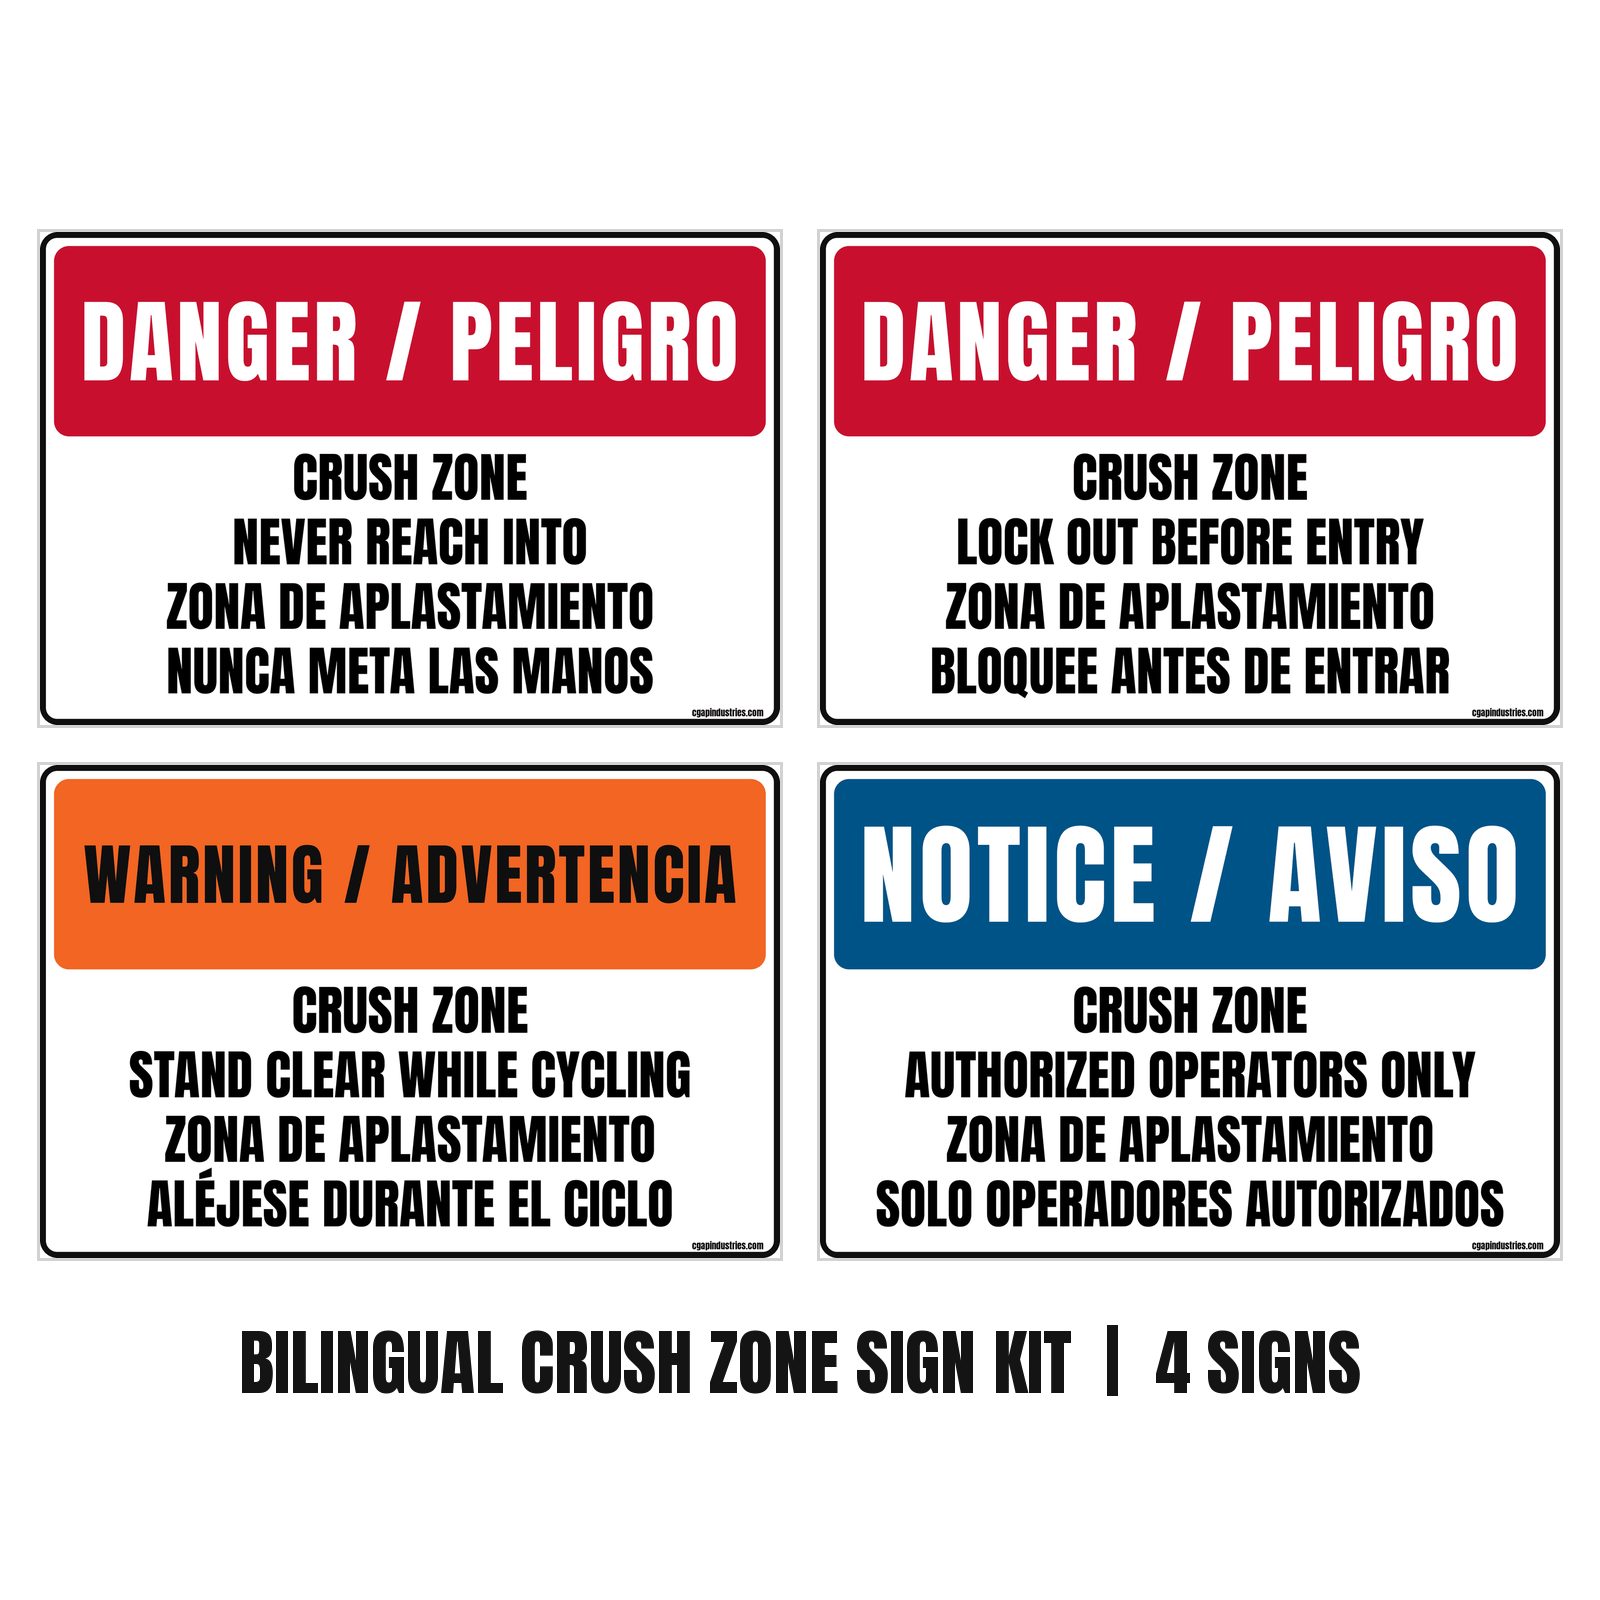 DANGER / PELIGRO
CRUSH ZONE
NEVER REACH INTO
ZONA DE APLASTAMIENTO
NUNCA META LAS MANOS
cgapindustries.com
DANGER / PELIGRO
CRUSH ZONE
LOCK OUT BEFORE ENTRY
ZONA DE APLASTAMIENTO
BLOQUEE ANTES DE ENTRAR
cgapindustries.com
WARNING / ADVERTENCIA
CRUSH ZONE
STAND CLEAR WHILE CYCLING
ZONA DE APLASTAMIENTO
ALÉJESE DURANTE EL CICLO
cgapindustries.com
NOTICE / AVISO
CRUSH ZONE
AUTHORIZED OPERATORS ONLY
ZONA DE APLASTAMIENTO
SOLO OPERADORES AUTORIZADOS
cgapindustries.com
BILINGUAL CRUSH ZONE SIGN KIT | 4 SIGNS